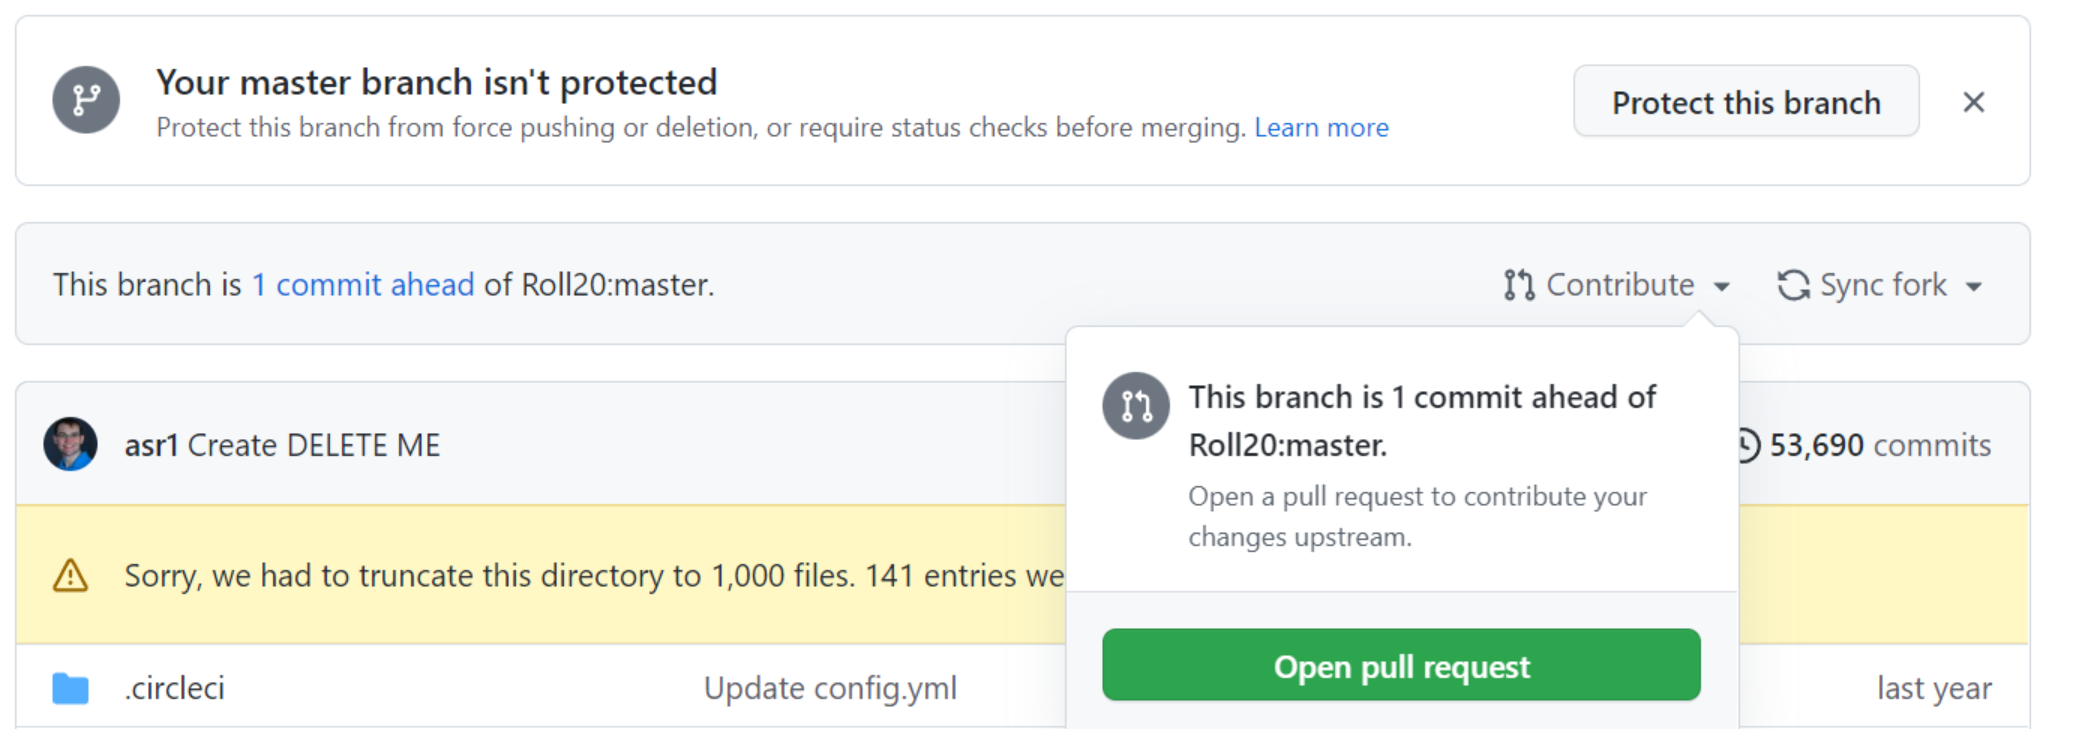 Your master branch isn't protected
Protect this branch from force pushing or deletion, or require status checks before merging. Learn more
Protect this branch
This branch is 1 commit ahead of Roll20:master.
Contribute
Sync fork
This branch is 1 commit ahead of
Roll20:master.
Open a pull request to contribute your
changes upstream.
Open pull request
asr1 Create DELETE ME
53,690 commits
Sorry, we had to truncate this directory to 1,000 files. 141 entries we
.circleci
Update config.yml
last year